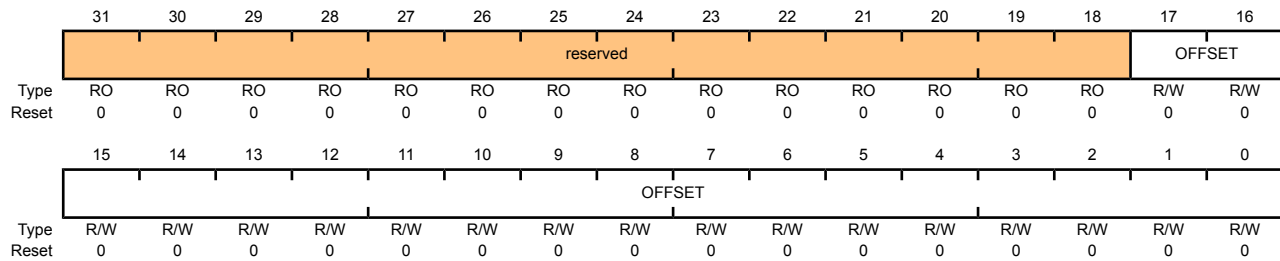 31 30 29 28 27 26 25 24 23 22 21 20 19 18 17 16
reserved OFFSET
Type RO RO RO RO RO RO RO RO RO RO RO RO RO RO R/W R/W
Reset 0 0 0 0 0 0 0 0 0 0 0 0 0 0 0 0
15 14 13 12 11 10 9 8 7 6 5 4 3 2 1 0
OFFSET
Type R/W R/W R/W R/W R/W R/W R/W R/W R/W R/W R/W R/W R/W R/W R/W R/W
Reset 0 0 0 0 0 0 0 0 0 0 0 0 0 0 0 0